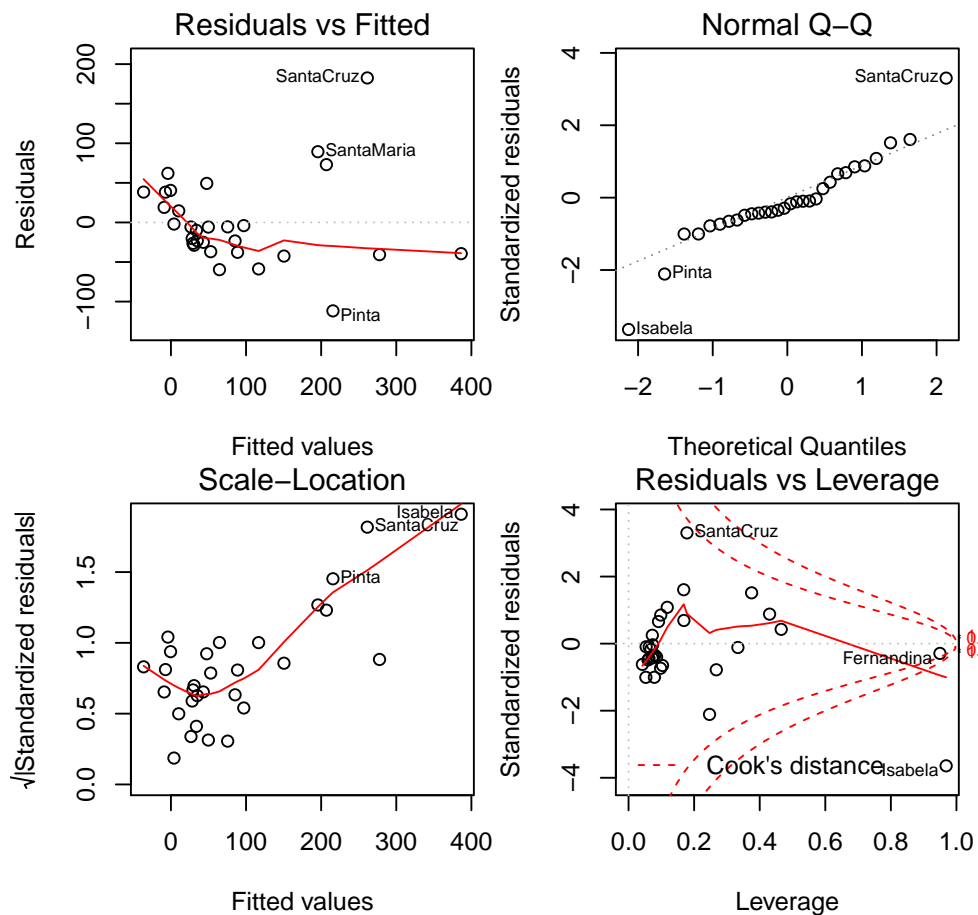 Residuals vs Fitted
Residuals
200
100
0
−100
SantaCruz
SantaMaria
Pinta
0 100 200 300 400
Fitted values
Normal Q−Q
Standardized residuals
4
2
0
−2
SantaCruz
Pinta
Isabela
−2 −1 0 1 2
Theoretical Quantiles
Scale−Location
√|Standardized residuals|
1.5
1.0
0.5
0.0
Isabela
SantaCruz
Pinta
0 100 200 300 400
Fitted values
Residuals vs Leverage
Standardized residuals
4
2
0
−2
−4
SantaCruz
Fernandina
Cook's distance
Isabela
0.0 0.2 0.4 0.6 0.8 1.0
Leverage